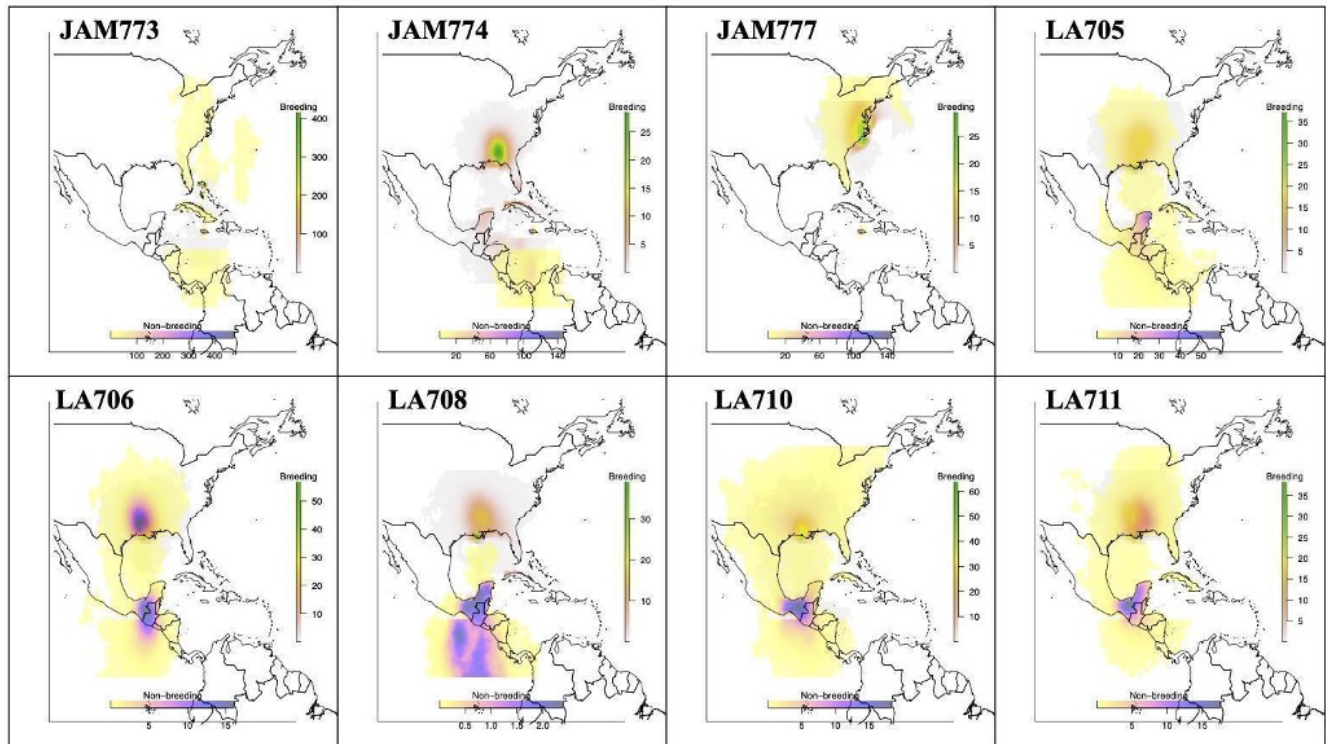 JAM773
Breeding
400
300
200
100
Non-breeding
100 200 300 400
JAM774
Breeding
25
20
15
10
5
Non-breeding
20 60 100 140
JAM777
Breeding
25
20
15
10
5
Non-breeding
20 60 100 140
LA705
Breeding
35
30
25
20
15
10
5
Non-breeding
10 20 30 40 50
LA706
Breeding
50
40
30
20
10
Non-breeding
5 10 15
LA708
Breeding
30
20
10
Non-breeding
0.5 1.0 1.5 2.0
LA710
Breeding
60
50
40
30
20
10
Non-breeding
5 10 15
LA711
Breeding
35
30
25
20
15
10
5
Non-breeding
5 10 15